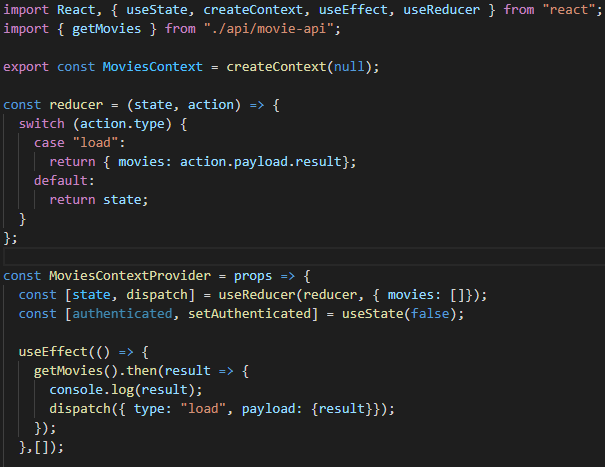 import React, { useState, createContext, useEffect, useReducer } from "react";
import { getMovies } from "./api/movie-api";
export const MoviesContext = createContext(null);
const reducer = (state, action) => {
switch (action.type) {
case "load":
return { movies: action.payload.result};
default:
return state;
}
};
const MoviesContextProvider = props => {
const [state, dispatch] = useReducer(reducer, { movies: []});
const [authenticated, setAuthenticated] = useState(false);
useEffect(() => {
getMovies().then(result => {
console.log(result);
dispatch({ type: "load", payload: {result}});
});
},[]);